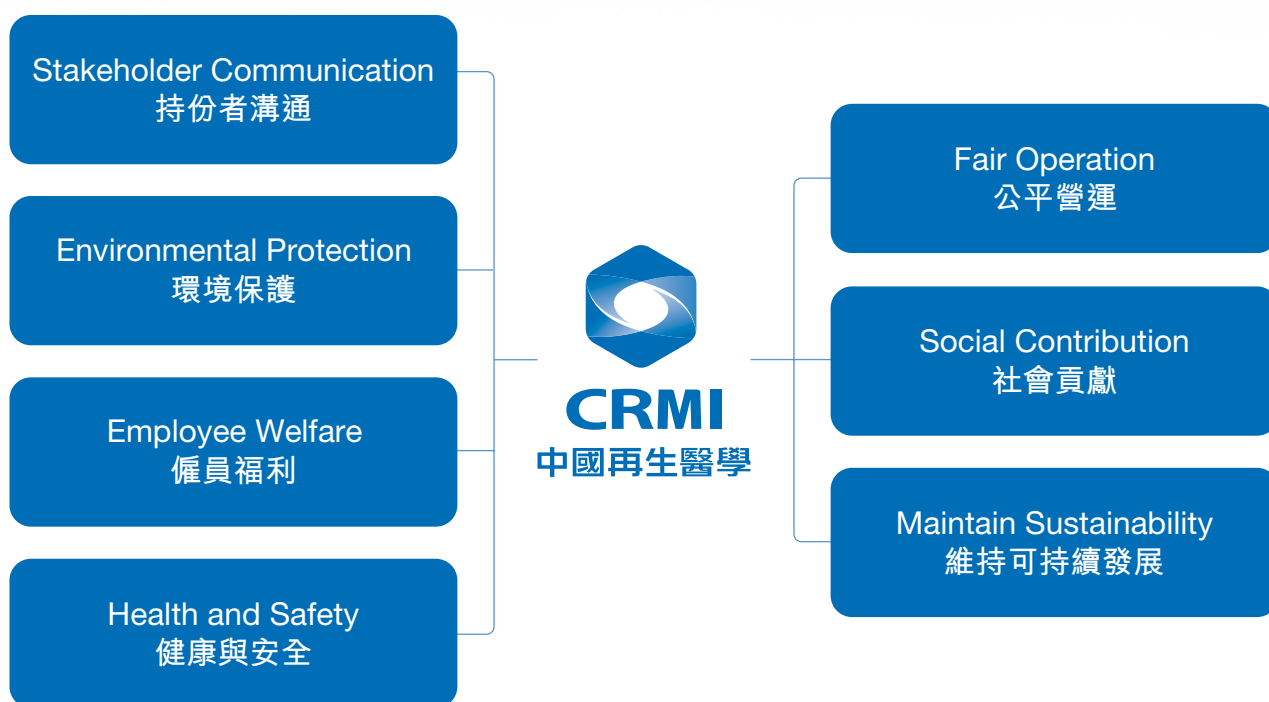 Stakeholder Communication
持份者溝通
Environmental Protection
環境保護
Employee Welfare
僱員福利
Health and Safety
健康與安全
CRMI
中國再生醫學
Fair Operation
公平營運
Social Contribution
社會貢獻
Maintain Sustainability
維持可持續發展